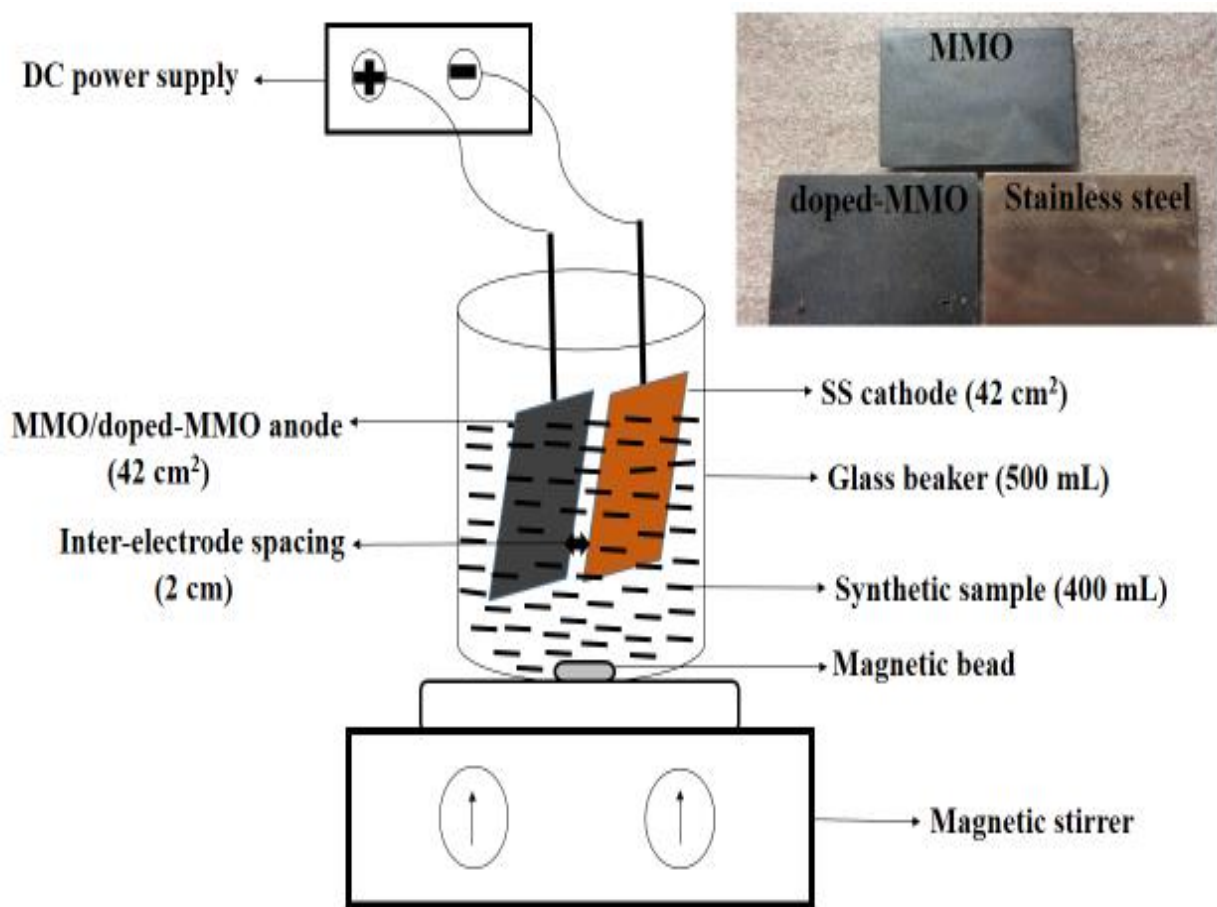 DC power supply
+
-
MMO
doped-MMO
Stainless steel
MMO/doped-MMO anode
(42 cm²)
Inter-electrode spacing
(2 cm)
SS cathode (42 cm²)
Glass beaker (500 mL)
Synthetic sample (400 mL)
Magnetic bead
Magnetic stirrer